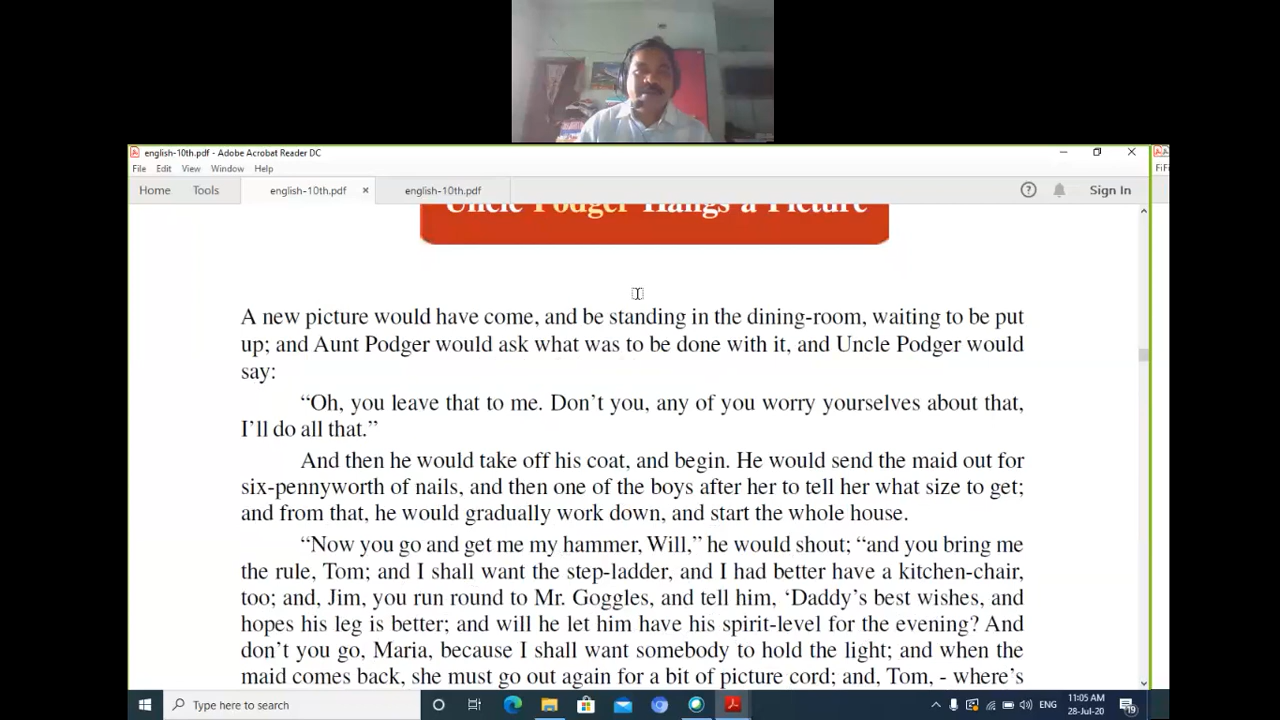 english-10th.pdf - Adobe Acrobat Reader DC
File Edit View Window Help
Home Tools english-10th.pdf × english-10th.pdf Sign In
Uncle Podger Hangs a Picture
A new picture would have come, and be standing in the dining-room, waiting to be put
up; and Aunt Podger would ask what was to be done with it, and Uncle Podger would
say:
“Oh, you leave that to me. Don’t you, any of you worry yourselves about that,
I’ll do all that.”
And then he would take off his coat, and begin. He would send the maid out for
six-pennyworth of nails, and then one of the boys after her to tell her what size to get;
and from that, he would gradually work down, and start the whole house.
“Now you go and get me my hammer, Will,” he would shout; “and you bring me
the rule, Tom; and I shall want the step-ladder, and I had better have a kitchen-chair,
too; and, Jim, you run round to Mr. Goggles, and tell him, ‘Daddy’s best wishes, and
hopes his leg is better; and will he let him have his spirit-level for the evening? And
don’t you go, Maria, because I shall want somebody to hold the light; and when the
maid comes back, she must go out again for a bit of picture cord; and, Tom, - where’s
Type here to search
ENG
11:05 AM
28-Jul-20
19